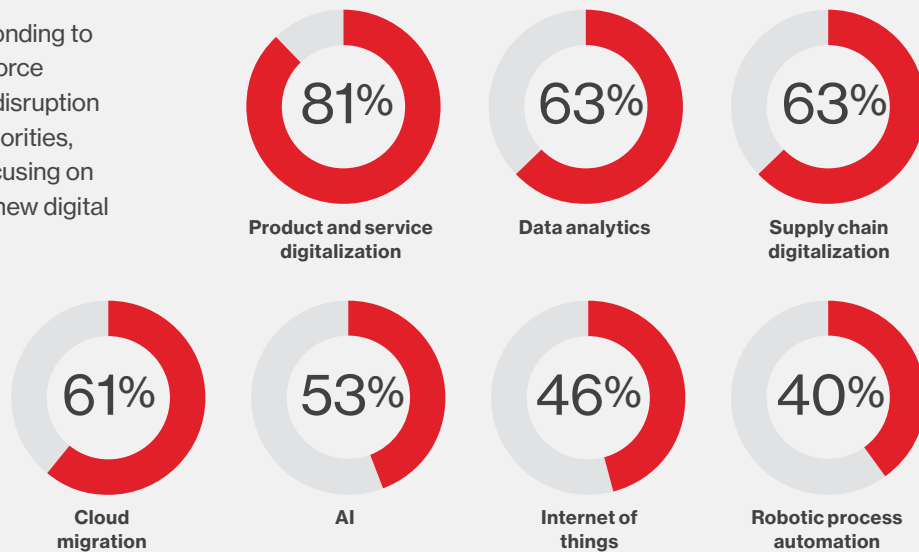 onding to
orce
disruption
orities,
cusing on
new digital
81%
63%
63%
Product and service
digitalization
Data analytics
Supply chain
digitalization
61%
53%
46%
40%
Cloud
migration
AI
Internet of
things
Robotic process
automation